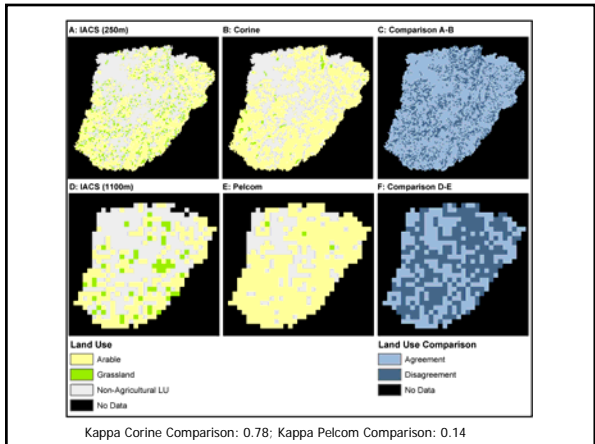 A: IACS (250m) B: Corine C: Comparison A-B
D: IACS (1100m) E: Pelcom F: Comparison D-E
Land Use
Arable
Grassland
Non-Agricultural LU
No Data
Land Use Comparison
Agreement
Disagreement
No Data
Kappa Corine Comparison: 0.78; Kappa Pelcom Comparison: 0.14